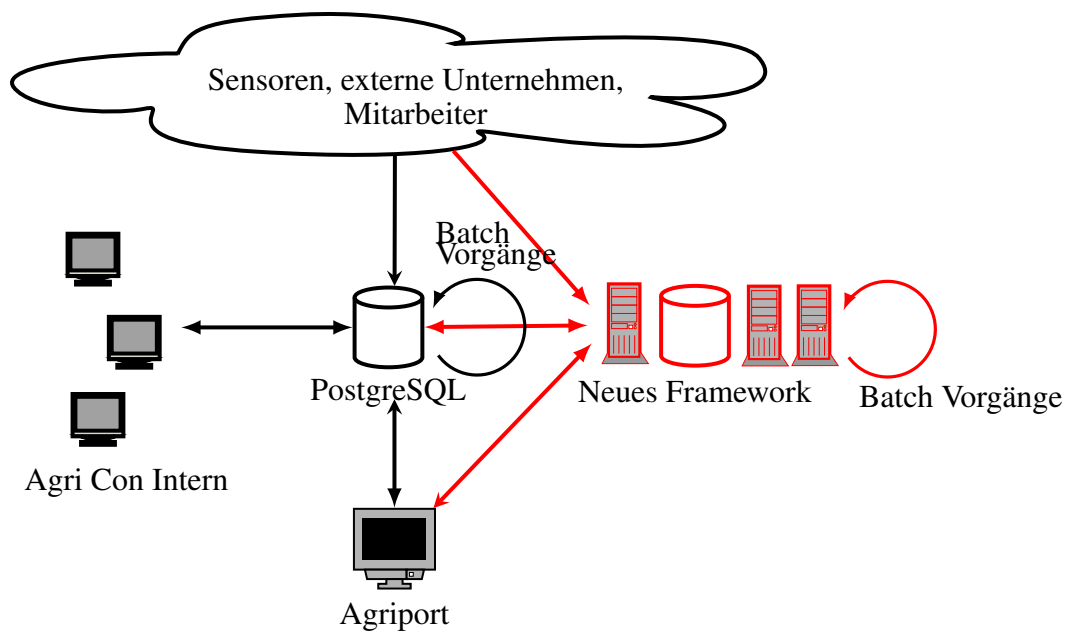 Sensoren, externe Unternehmen,
Mitarbeiter
Batch
Vorgänge
PostgreSQL
Neues Framework
Batch Vorgänge
Agri Con Intern
Agriport